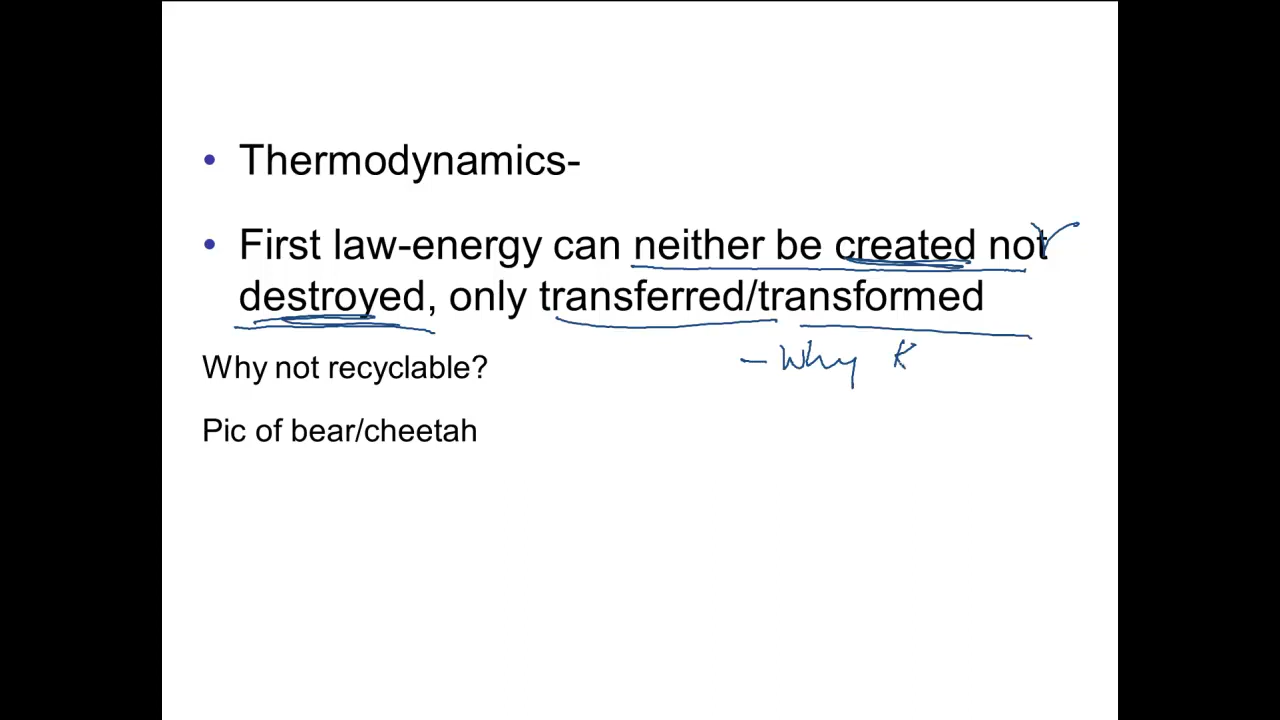 • Thermodynamics-
• First law-energy can neither be created not
destroyed, only transferred/transformed
Why not recyclable?
- Why K
Pic of bear/cheetah